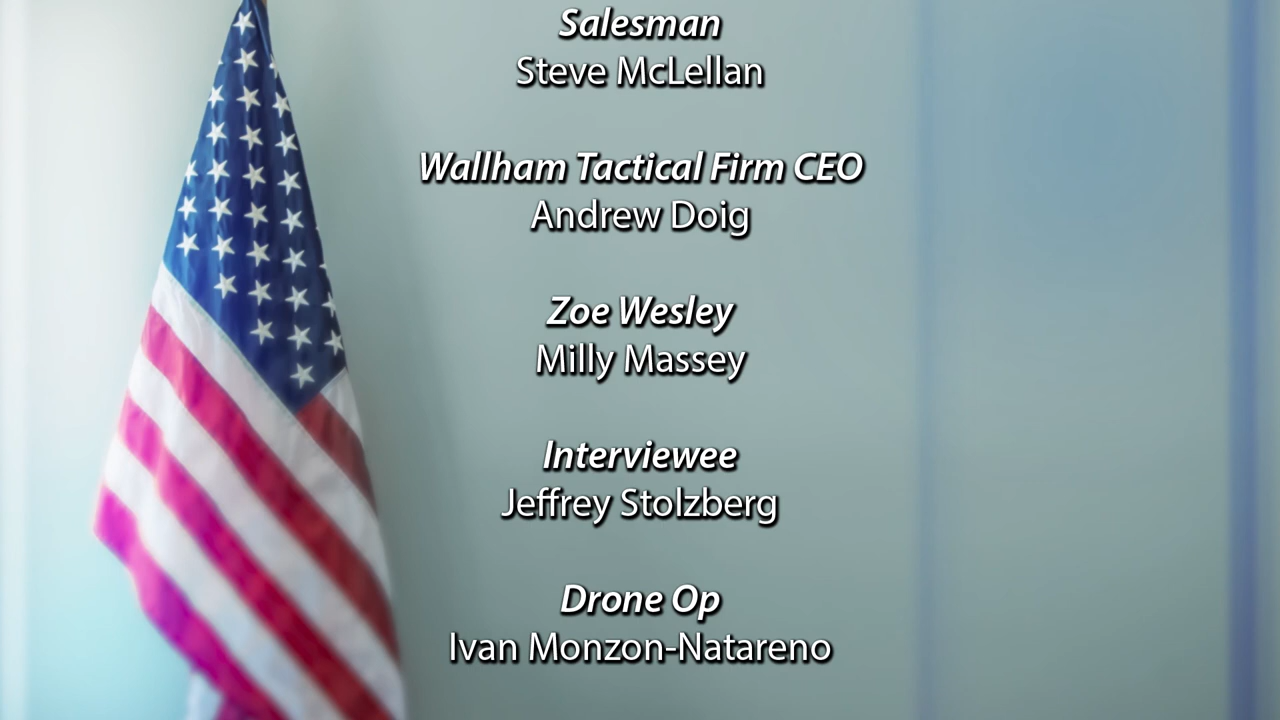 Salesman
Steve McLellan
Wallham Tactical Firm CEO
Andrew Doig
Zoe Wesley
Milly Massey
Interviewee
Jeffrey Stolzberg
Drone Op
Ivan Monzon-Natareno